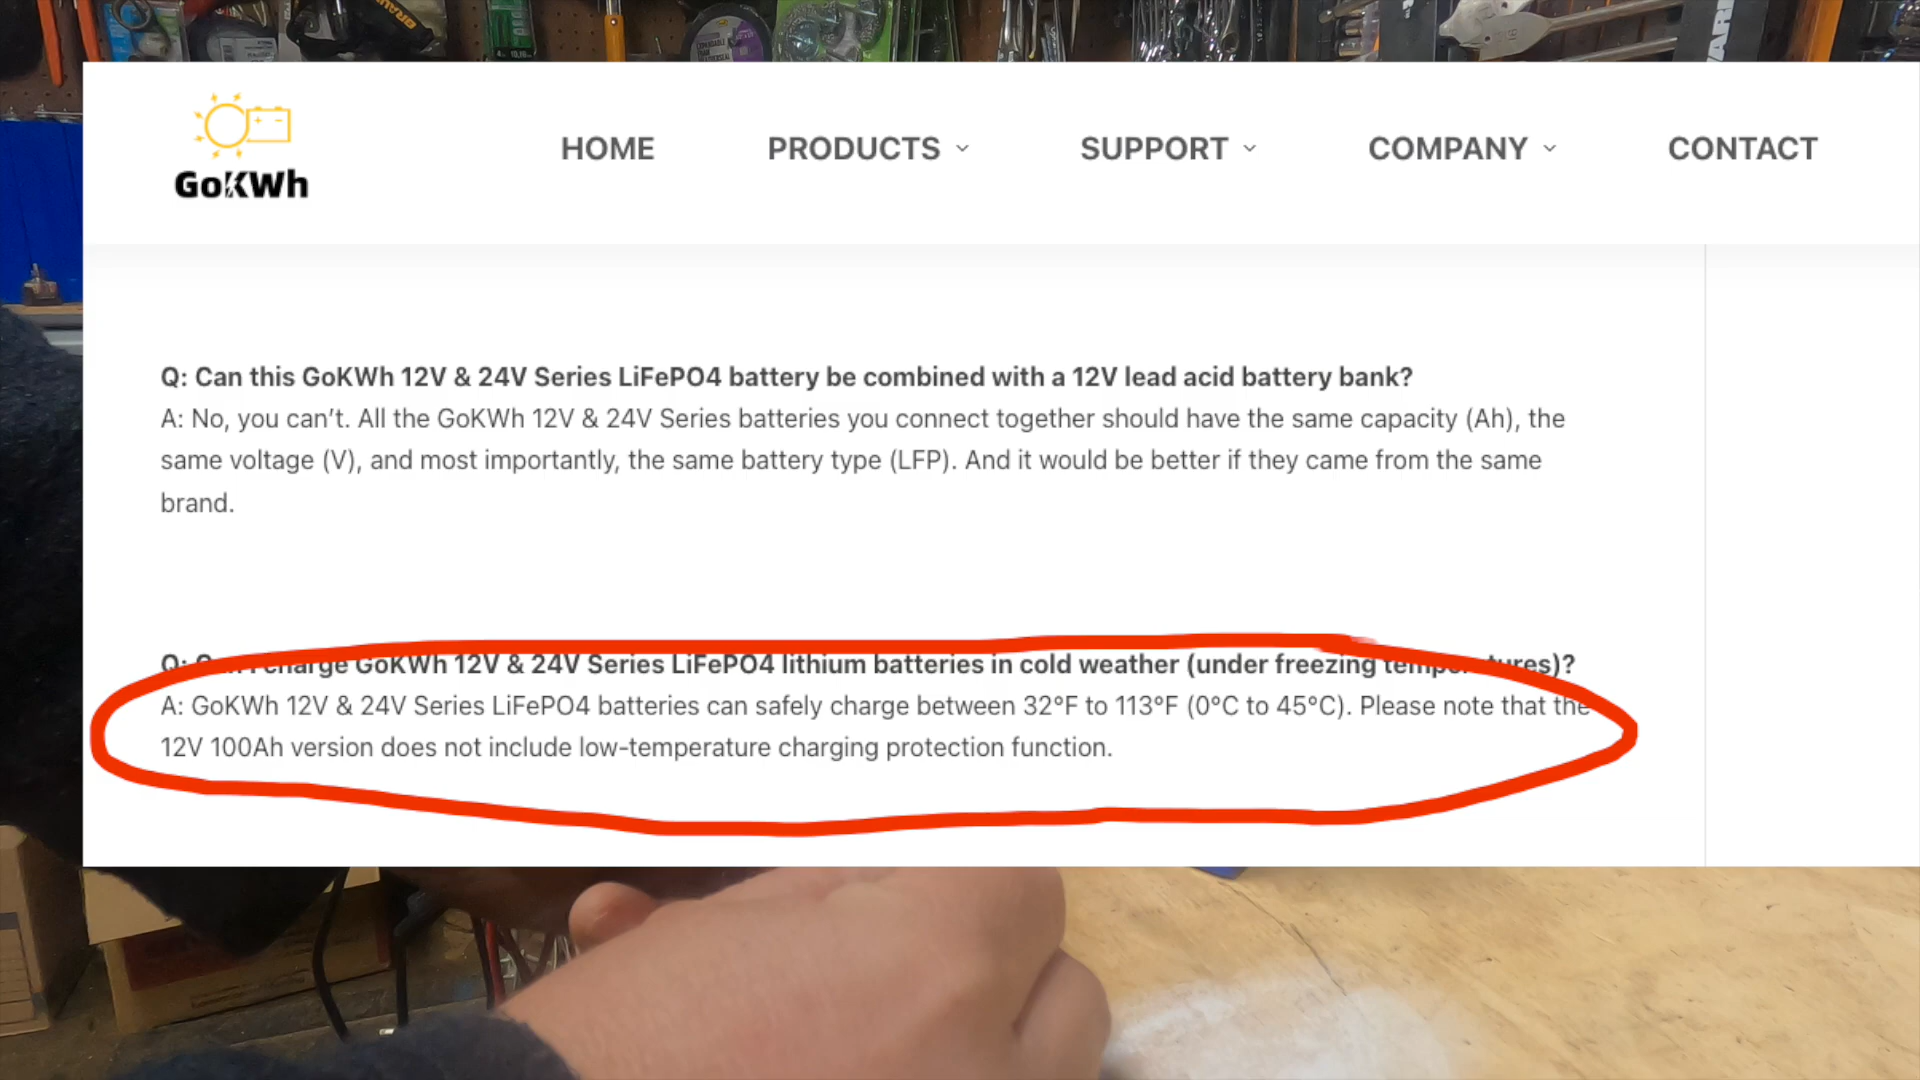 GoKWh
HOME PRODUCTS SUPPORT COMPANY CONTACT
Q: Can this GoKWh 12V & 24V Series LiFePO4 battery be combined with a 12V lead acid battery bank?
A: No, you can’t. All the GoKWh 12V & 24V Series batteries you connect together should have the same capacity (Ah), the
same voltage (V), and most importantly, the same battery type (LFP). And it would be better if they came from the same
brand.
Q: Can I charge GoKWh 12V & 24V Series LiFePO4 lithium batteries in cold weather (under freezing temperatures)?
A: GoKWh 12V & 24V Series LiFePO4 batteries can safely charge between 32°F to 113°F (0°C to 45°C). Please note that the
12V 100Ah version does not include low-temperature charging protection function.